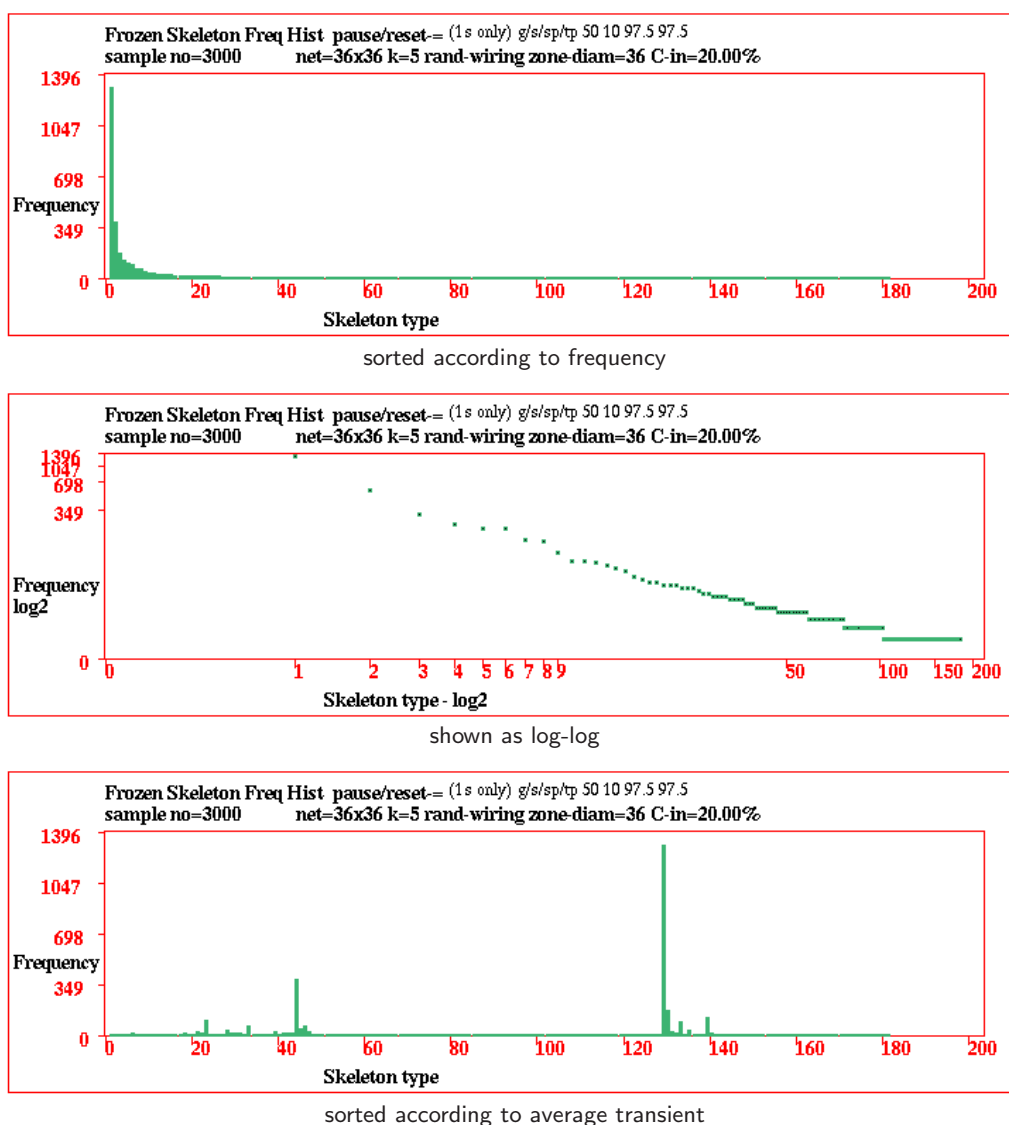 Frozen Skeleton Freq Hist pause/reset-= (1s only) g/s/sp/tp 50 10 97.5 97.5
sample no=3000 net=36x36 k=5 rand-wiring zone-diam=36 C-in=20.00%
1396
1047
698
Frequency
349
0
0 20 40 60 80 100 120 140 160 180 200
Skeleton type
sorted according to frequency
Frozen Skeleton Freq Hist pause/reset-= (1s only) g/s/sp/tp 50 10 97.5 97.5
sample no=3000 net=36x36 k=5 rand-wiring zone-diam=36 C-in=20.00%
1396
1047
698
349
Frequency
log2
0
0 1 2 3 4 5 6 7 8 9 50 100 150 200
Skeleton type - log2
shown as log-log
Frozen Skeleton Freq Hist pause/reset-= (1s only) g/s/sp/tp 50 10 97.5 97.5
sample no=3000 net=36x36 k=5 rand-wiring zone-diam=36 C-in=20.00%
1396
1047
698
Frequency
349
0
0 20 40 60 80 100 120 140 160 180 200
Skeleton type
sorted according to average transient